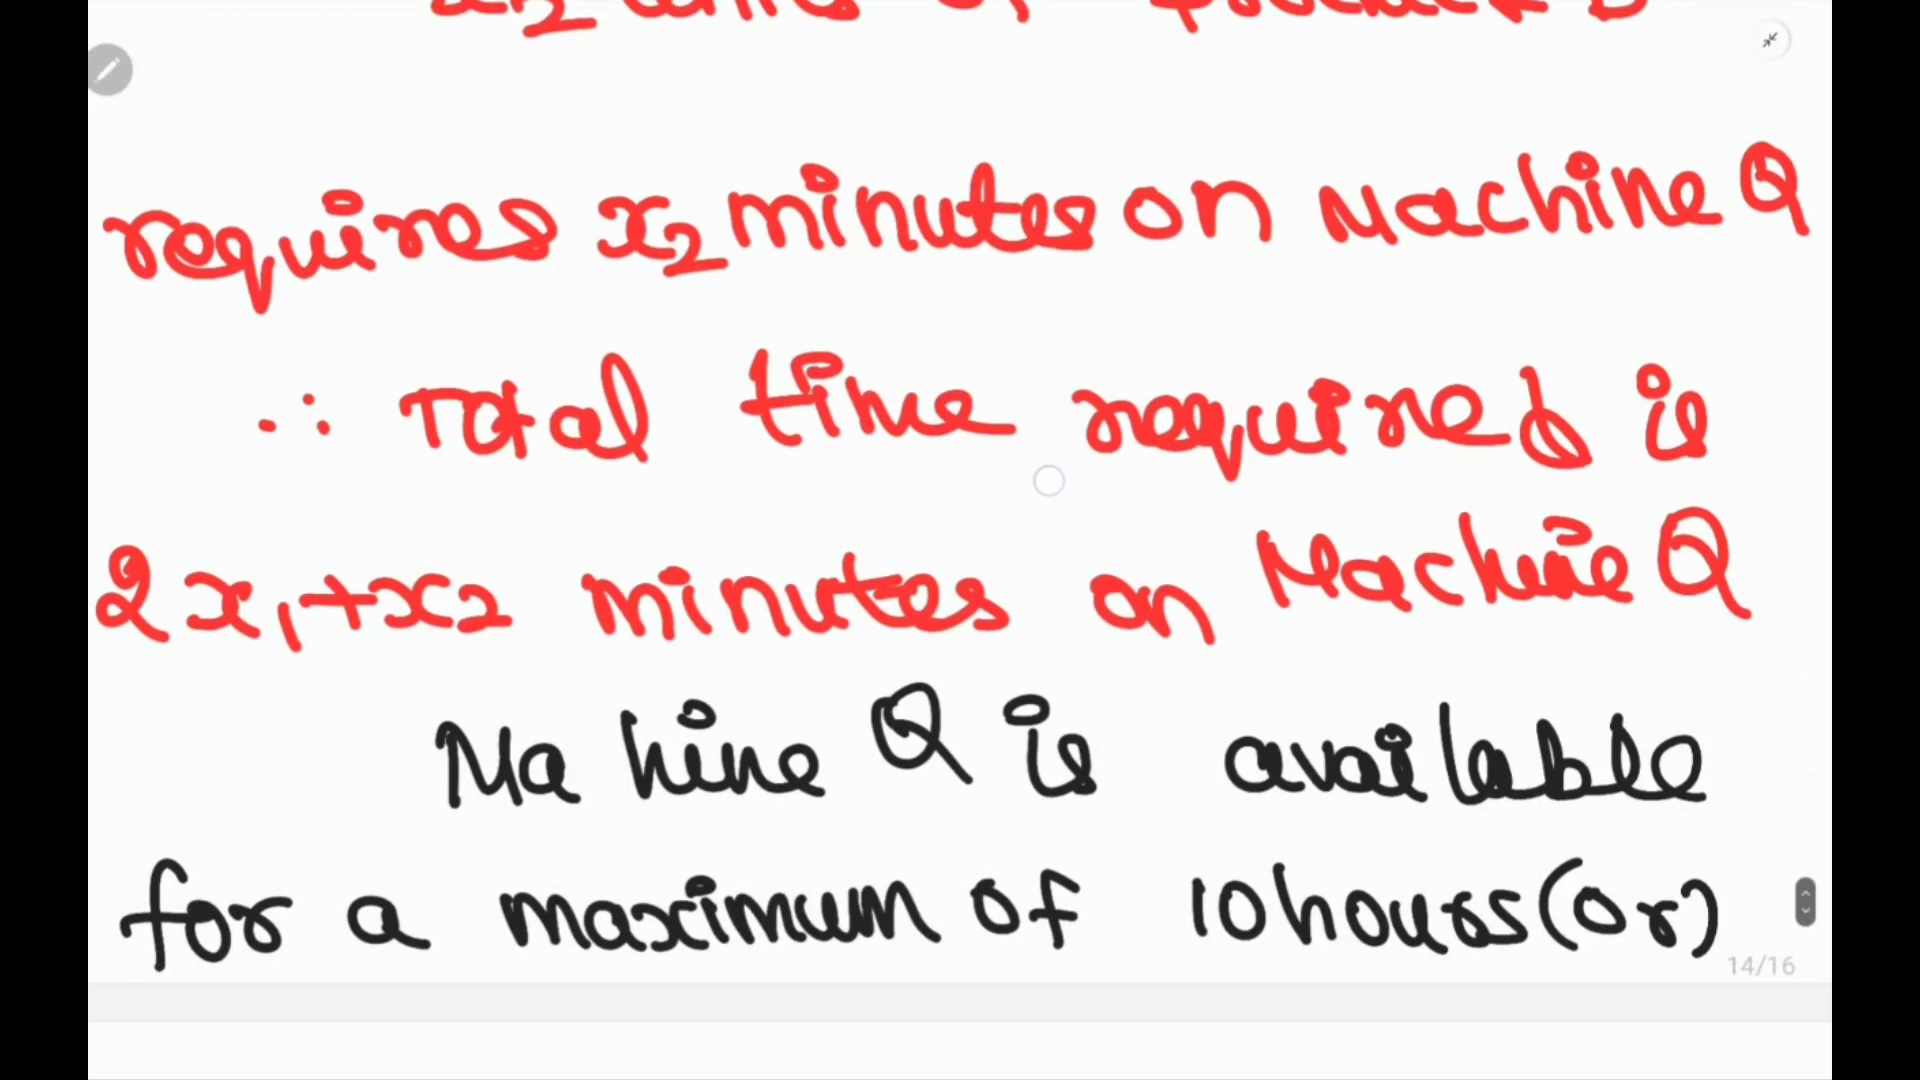 requires x₂ minutes on Machine Q
∴ Total time required is
2x₁+x₂ minutes on Machine Q
Ma hine Q is available
for a maximum of 10 hours (or)
14/16